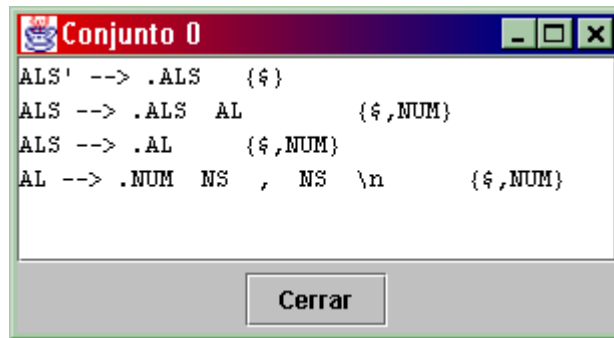 Conjunto 0
ALS' --> .ALS {$}
ALS --> .ALS AL {$,NUM}
ALS --> .AL {$,NUM}
AL --> .NUM NS , NS \n {$,NUM}
Cerrar